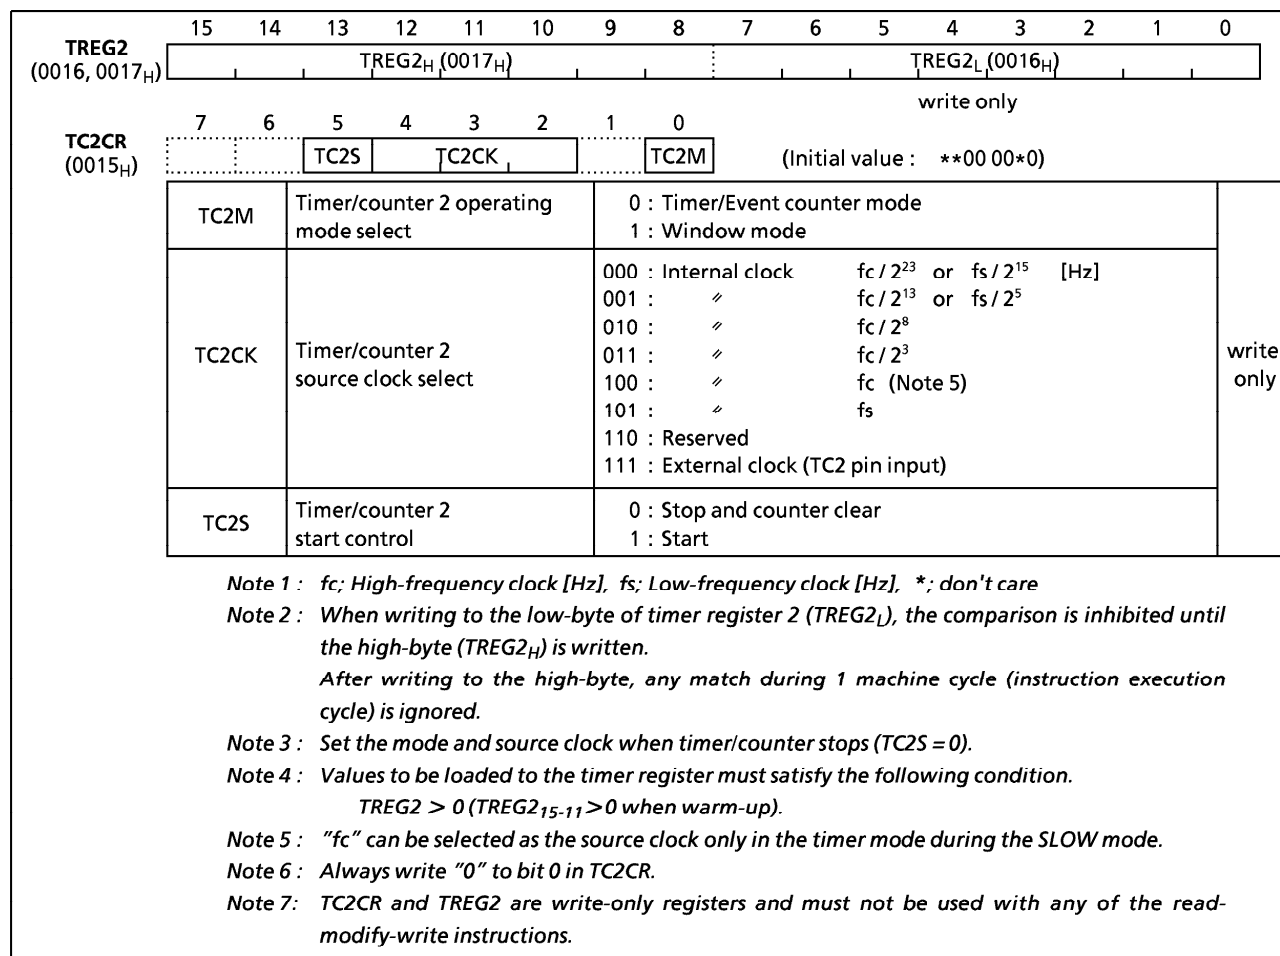 15 14 13 12 11 10 9 8 7 6 5 4 3 2 1 0
TREG2
(0016, 0017H) TREG2H (0017H) TREG2L (0016H)
write only
7 6 5 4 3 2 1 0
TC2CR
(0015H) TC2S TC2CK TC2M (Initial value : **00 00*0)
TC2M Timer/counter 2 operating mode select 0 : Timer/Event counter mode
1 : Window mode
TC2CK Timer/counter 2 source clock select 000 : Internal clock fc / 2²³ or fs / 2¹⁵ [Hz]
001 : 〃 fc / 2¹³ or fs / 2⁵
010 : 〃 fc / 2⁸
011 : 〃 fc / 2³
100 : 〃 fc (Note 5)
101 : 〃 fs
110 : Reserved
111 : External clock (TC2 pin input)
write only
TC2S Timer/counter 2 start control 0 : Stop and counter clear
1 : Start
Note 1 : fc; High-frequency clock [Hz], fs; Low-frequency clock [Hz], *; don't care
Note 2 : When writing to the low-byte of timer register 2 (TREG2L), the comparison is inhibited until
the high-byte (TREG2H) is written.
After writing to the high-byte, any match during 1 machine cycle (instruction execution
cycle) is ignored.
Note 3 : Set the mode and source clock when timer/counter stops (TC2S = 0).
Note 4 : Values to be loaded to the timer register must satisfy the following condition.
TREG2 > 0 (TREG215-11 > 0 when warm-up).
Note 5 : "fc" can be selected as the source clock only in the timer mode during the SLOW mode.
Note 6 : Always write "0" to bit 0 in TC2CR.
Note 7: TC2CR and TREG2 are write-only registers and must not be used with any of the read-
modify-write instructions.